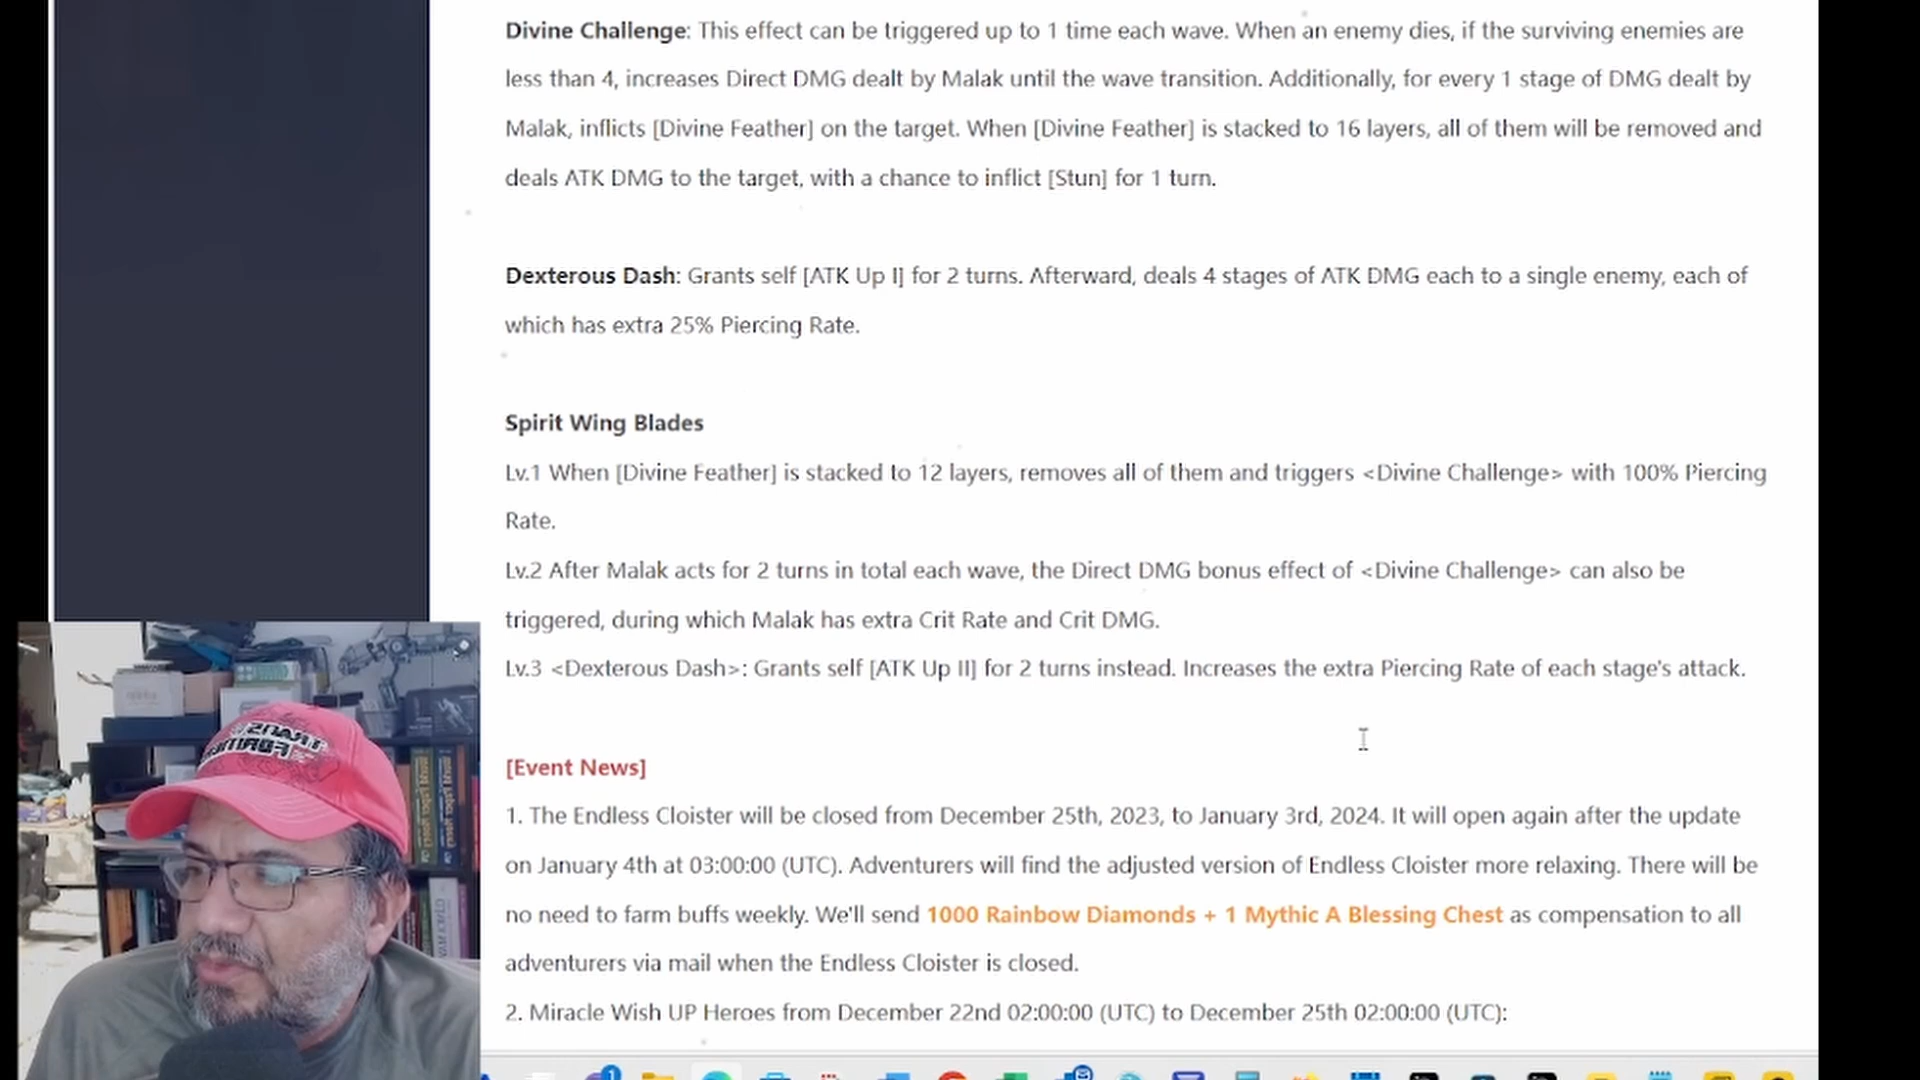 Divine Challenge: This effect can be triggered up to 1 time each wave. When an enemy dies, if the surviving enemies are
less than 4, increases Direct DMG dealt by Malak until the wave transition. Additionally, for every 1 stage of DMG dealt by
Malak, inflicts [Divine Feather] on the target. When [Divine Feather] is stacked to 16 layers, all of them will be removed and
deals ATK DMG to the target, with a chance to inflict [Stun] for 1 turn.
Dexterous Dash: Grants self [ATK Up I] for 2 turns. Afterward, deals 4 stages of ATK DMG each to a single enemy, each of
which has extra 25% Piercing Rate.
Spirit Wing Blades
Lv.1 When [Divine Feather] is stacked to 12 layers, removes all of them and triggers <Divine Challenge> with 100% Piercing
Rate.
Lv.2 After Malak acts for 2 turns in total each wave, the Direct DMG bonus effect of <Divine Challenge> can also be
triggered, during which Malak has extra Crit Rate and Crit DMG.
Lv.3 <Dexterous Dash>: Grants self [ATK Up II] for 2 turns instead. Increases the extra Piercing Rate of each stage's attack.
[Event News]
1. The Endless Cloister will be closed from December 25th, 2023, to January 3rd, 2024. It will open again after the update
on January 4th at 03:00:00 (UTC). Adventurers will find the adjusted version of Endless Cloister more relaxing. There will be
no need to farm buffs weekly. We'll send 1000 Rainbow Diamonds + 1 Mythic A Blessing Chest as compensation to all
adventurers via mail when the Endless Cloister is closed.
2. Miracle Wish UP Heroes from December 22nd 02:00:00 (UTC) to December 25th 02:00:00 (UTC):
1